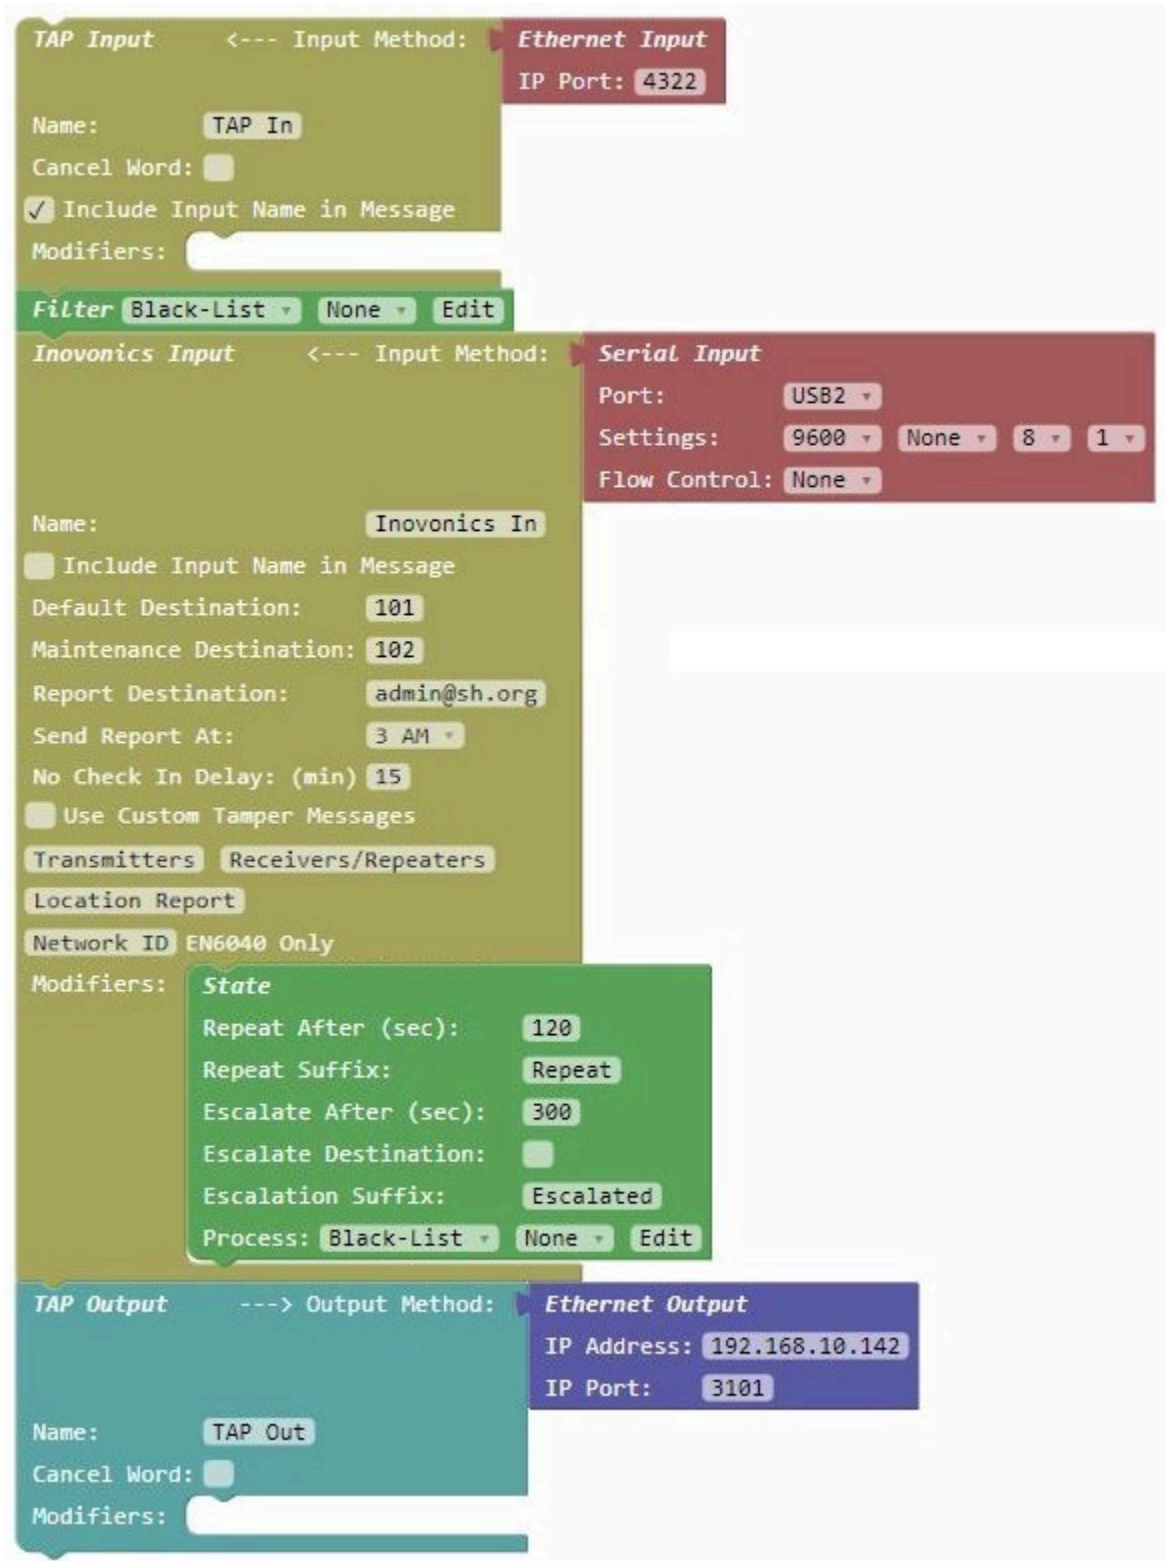 TAP Input <--- Input Method: Ethernet Input
IP Port: 4322
Name: TAP In
Cancel Word:
✓ Include Input Name in Message
Modifiers:
Filter Black-List None Edit
Inovonics Input <--- Input Method: Serial Input
Port: USB2
Settings: 9600 None 8 1
Flow Control: None
Name: Inovonics In
Include Input Name in Message
Default Destination: 101
Maintenance Destination: 102
Report Destination: admin@sh.org
Send Report At: 3 AM
No Check In Delay: (min) 15
Use Custom Tamper Messages
Transmitters Receivers/Repeaters
Location Report
Network ID EN6040 Only
Modifiers: State
Repeat After (sec): 120
Repeat Suffix: Repeat
Escalate After (sec): 300
Escalate Destination:
Escalation Suffix: Escalated
Process: Black-List None Edit
TAP Output ---> Output Method: Ethernet Output
IP Address: 192.168.10.142
IP Port: 3101
Name: TAP Out
Cancel Word:
Modifiers: